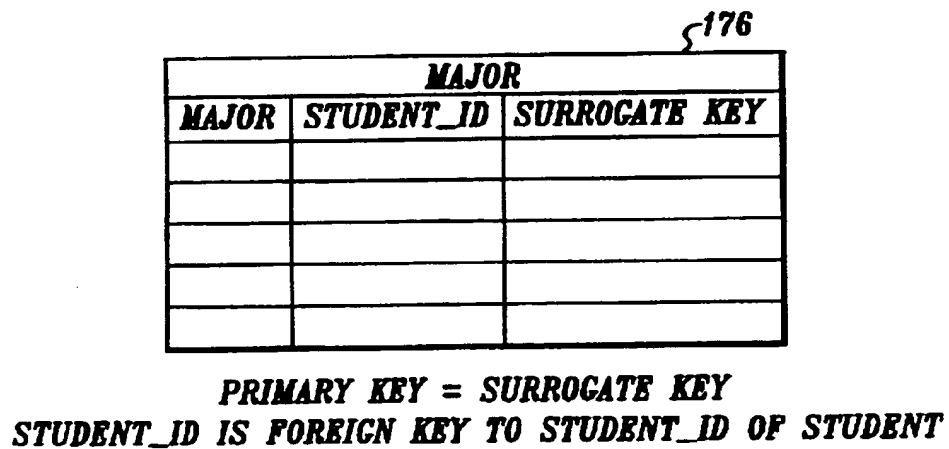 176
MAJOR
MAJOR STUDENT_ID SURROGATE KEY
PRIMARY KEY = SURROGATE KEY
STUDENT_ID IS FOREIGN KEY TO STUDENT_ID OF STUDENT